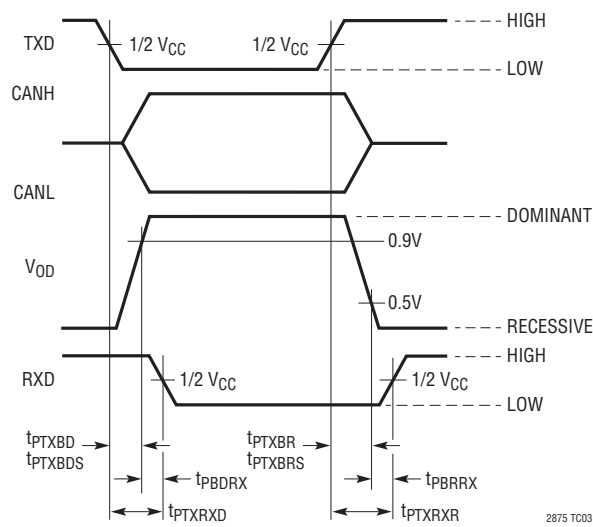 HIGH
TXD
1/2 VCC
1/2 VCC
LOW
CANH
CANL
DOMINANT
0.9V
VOD
0.5V
RECESSIVE
HIGH
RXD
1/2 VCC
1/2 VCC
LOW
tPTXBD
tPTXBDS
tPTXBR
tPTXBRS
tPBDRX
tPBRRX
tPTXRXD
tPTXRXR
2875 TC03